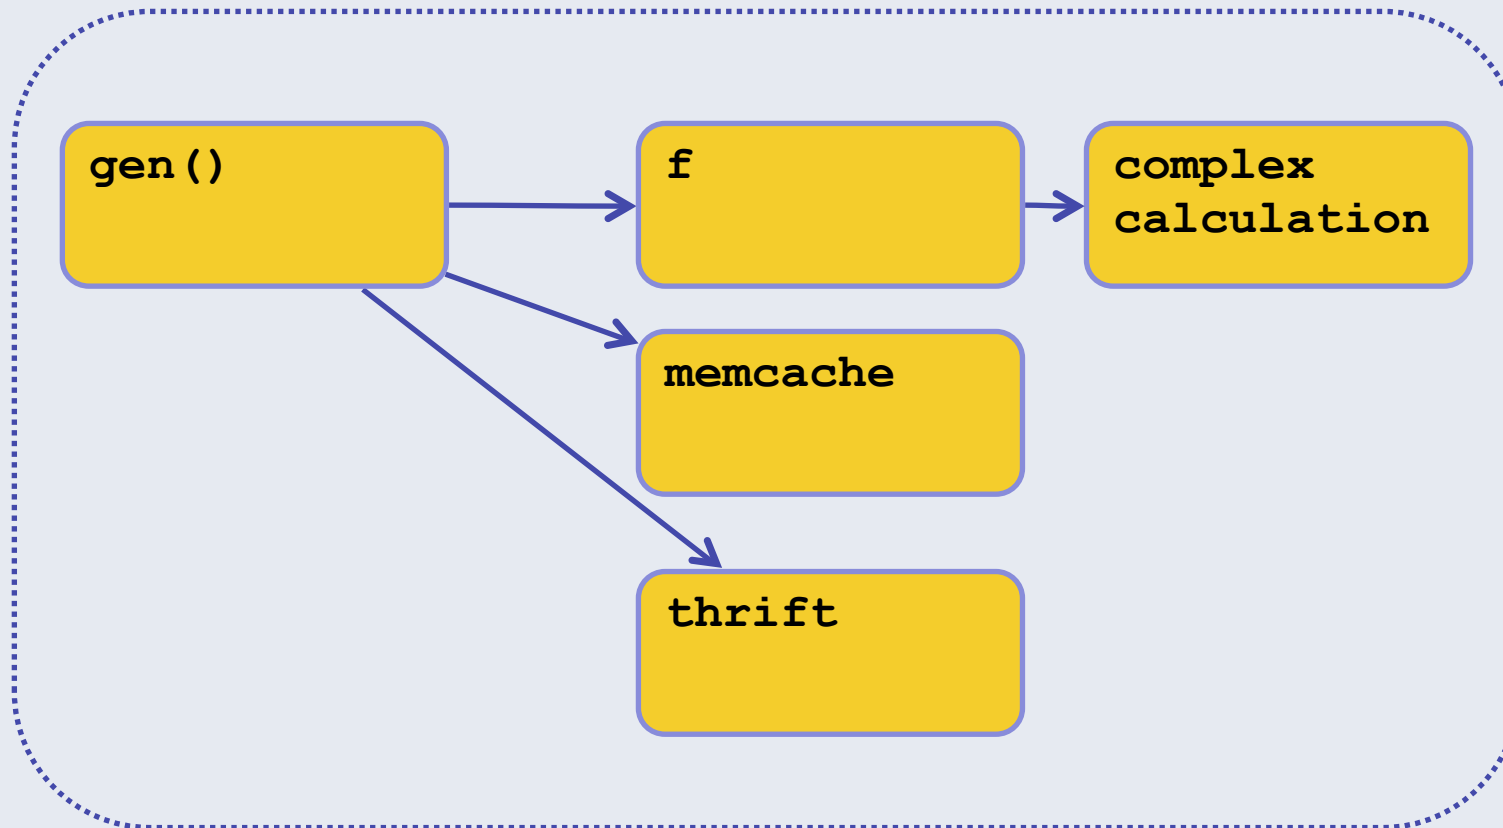 gen()
f
complex
calculation
memcache
thrift